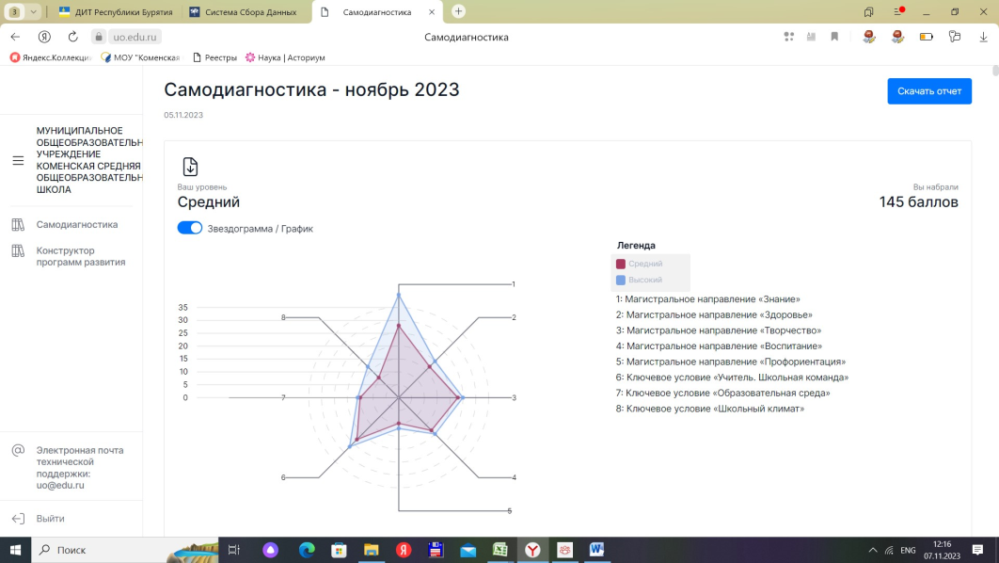 3
ДИТ Республики Бурятия
Система Сбора Данных
Самодиагностика
uo.edu.ru
Самодиагностика
Яндекс.Коллекци
МОУ "Коменская
Реестры
Наука | Асториум
МУНИЦИПАЛЬНОЕ
ОБЩЕОБРАЗОВАТЕЛЬН
УЧРЕЖДЕНИЕ
КОМЕНСКАЯ СРЕДНЯЯ
ОБЩЕОБРАЗОВАТЕЛЬН
ШКОЛА
Самодиагностика
Конструктор
программ развития
Электронная почта
технической
поддержки:
uo@edu.ru
Выйти
Самодиагностика - ноябрь 2023
05.11.2023
Скачать отчет
Ваш уровень
Средний
Вы набрали
145 баллов
Звездограмма / График
35
30
25
20
15
10
5
0
1
2
3
4
5
6
7
8
Легенда
Средний
Высокий
1: Магистральное направление «Знание»
2: Магистральное направление «Здоровье»
3: Магистральное направление «Творчество»
4: Магистральное направление «Воспитание»
5: Магистральное направление «Профориентация»
6: Ключевое условие «Учитель. Школьная команда»
7: Ключевое условие «Образовательная среда»
8: Ключевое условие «Школьный климат»
Поиск
ENG
12:16
07.11.2023